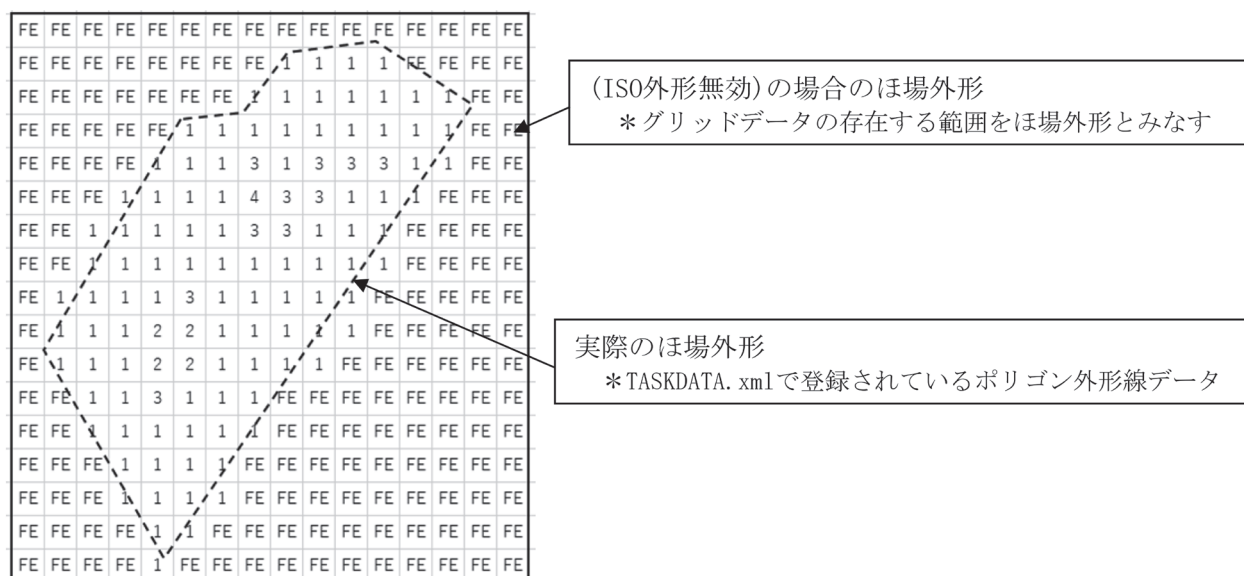 FE FE FE FE FE FE FE FE FE FE FE FE FE FE FE FE
FE FE FE FE FE FE FE FE 1 1 1 1 FE FE FE FE
FE FE FE FE FE FE FE 1 1 1 1 1 1 1 FE FE
FE FE FE FE FE 1 1 1 1 1 1 1 1 1 FE FE
FE FE FE FE 1 1 1 3 1 3 3 3 1 1 FE FE
FE FE FE 1 1 1 1 4 3 3 1 1 1 FE FE FE
FE FE 1 1 1 1 1 3 3 1 1 1 FE FE FE FE
FE FE 1 1 1 1 1 1 1 1 1 1 FE FE FE FE
FE 1 1 1 1 3 1 1 1 1 1 FE FE FE FE FE
FE 1 1 1 2 2 1 1 1 1 1 FE FE FE FE FE
FE 1 1 1 2 2 1 1 1 1 FE FE FE FE FE FE
FE FE 1 1 3 1 1 1 FE FE FE FE FE FE FE FE
FE FE 1 1 1 1 1 1 FE FE FE FE FE FE FE FE
FE FE FE 1 1 1 1 FE FE FE FE FE FE FE FE FE
FE FE FE 1 1 1 1 FE FE FE FE FE FE FE FE FE
FE FE FE FE 1 1 FE FE FE FE FE FE FE FE FE FE
FE FE FE FE 1 FE FE FE FE FE FE FE FE FE FE FE
(ISO外形無効)の場合のほ場外形
＊グリッドデータの存在する範囲をほ場外形とみなす
実際のほ場外形
＊TASKDATA.xmlで登録されているポリゴン外形線データ